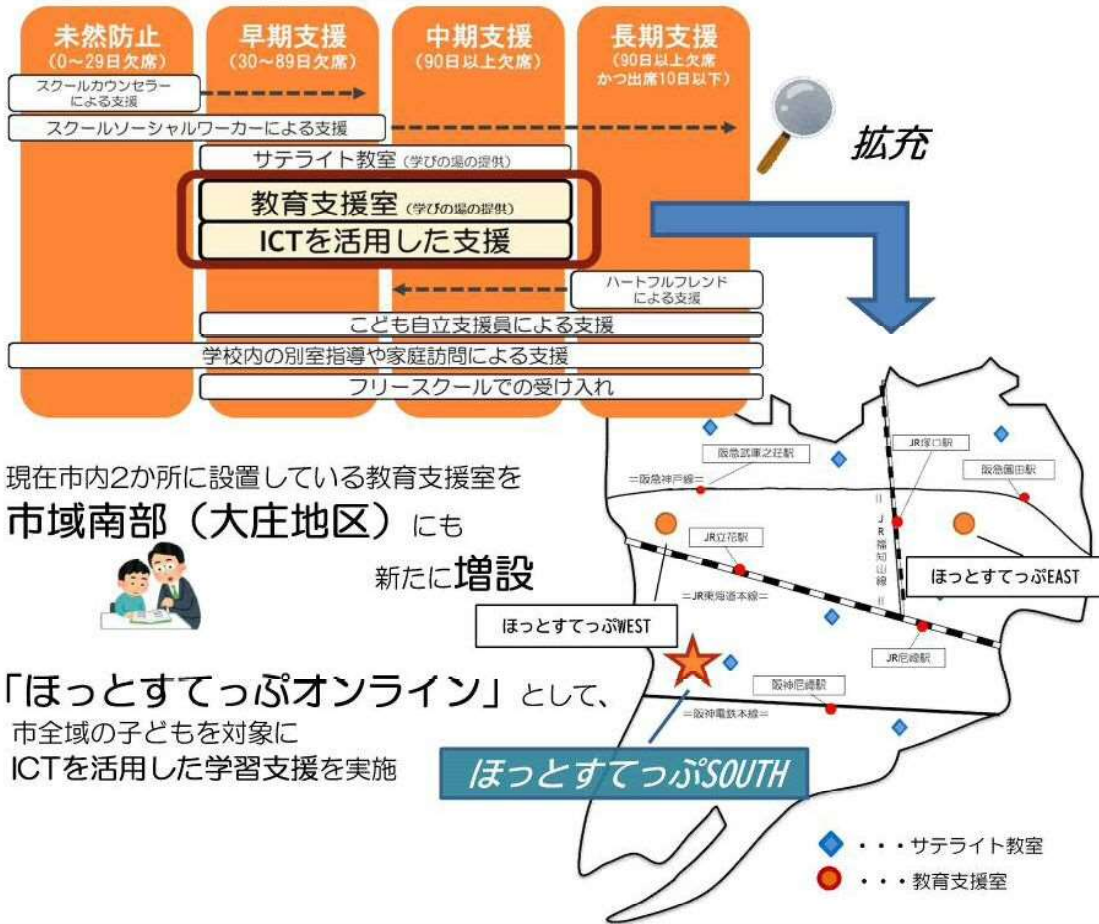 未然防止
(0～29日欠席)
早期支援
(30～89日欠席)
中期支援
(90日以上欠席)
長期支援
(90日以上欠席
かつ出席10日以下)
スクールカウンセラー
による支援
スクールソーシャルワーカーによる支援
サテライト教室(学びの場の提供)
教育支援室(学びの場の提供)
ICTを活用した支援
ハートフルフレンド
による支援
こども自立支援員による支援
学校内の別室指導や家庭訪問による支援
フリースクールでの受け入れ
拡充
現在市内2か所に設置している教育支援室を
市域南部（大庄地区）にも
新たに増設
「ほっとすてっぷオンライン」として、
市全域の子どもを対象に
ICTを活用した学習支援を実施
阪急武庫之荘駅
JR塚口駅
阪急園田駅
=阪急神戸線=
JR立花駅
=JR福知山線=
ほっとすてっぷEAST
=JR東海道本線=
ほっとすてっぷWEST
JR尼崎駅
阪神尼崎駅
=阪神電鉄本線=
ほっとすてっぷSOUTH
・・・サテライト教室
・・・教育支援室